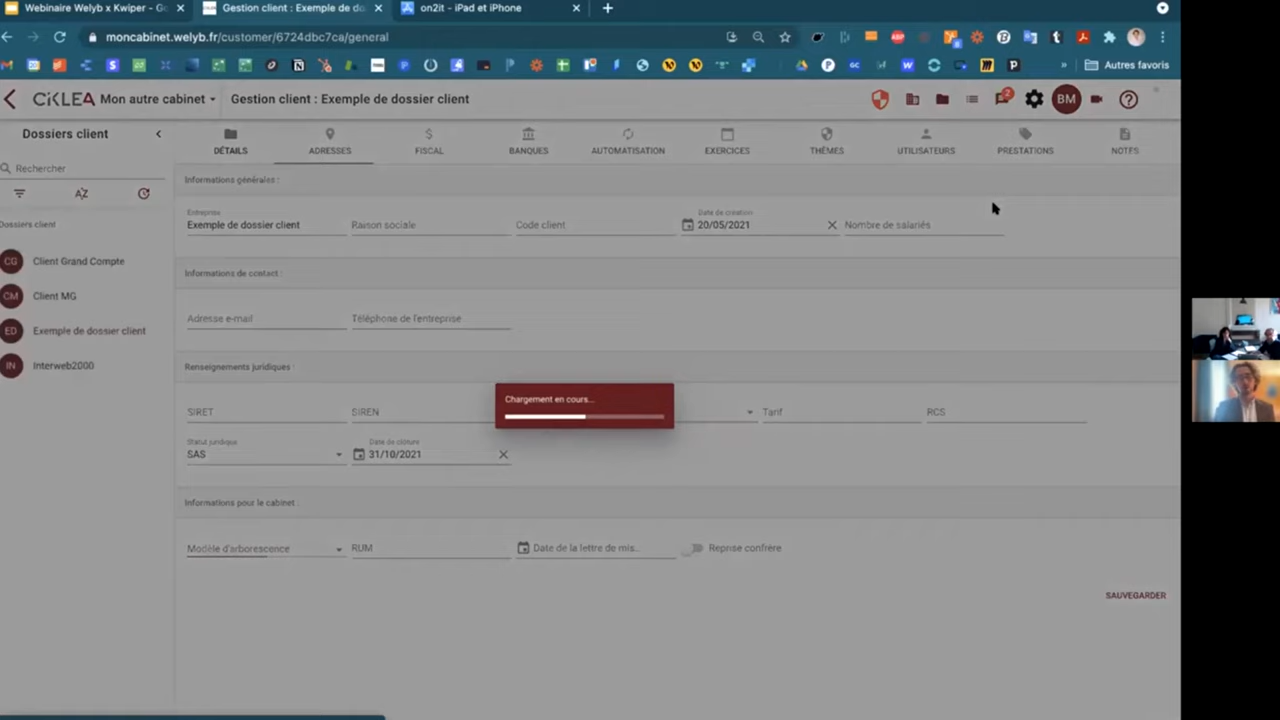 Webinaire Welyb x Kwiper - Go
Gestion client : Exemple de do
on2it - iPad et iPhone
moncabinet.welyb.fr/customer/6724dbc7ca/general
Autres favoris
CiKLEA Mon autre cabinet
Gestion client : Exemple de dossier client
2
BM
Dossiers client
DÉTAILS
ADRESSES
FISCAL
BANQUES
AUTOMATISATION
EXERCICES
THÈMES
UTILISATEURS
PRESTATIONS
NOTES
Rechercher
Dossiers client
CG Client Grand Compte
CM Client MG
ED Exemple de dossier client
IN Interweb2000
Informations générales :
Entreprise
Exemple de dossier client
Raison sociale
Code client
Date de création
20/05/2021
Nombre de salariés
Informations de contact :
Adresse e-mail
Téléphone de l'entreprise
Renseignements juridiques :
SIRET
SIREN
Chargement en cours...
Tarif
RCS
Statut juridique
SAS
Date de cloture
31/10/2021
Informations pour le cabinet :
Modèle d'arborescence
RUM
Date de la lettre de mis..
Reprise confrère
SAUVEGARDER